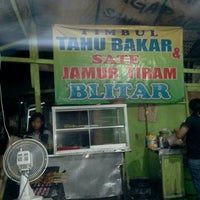 TIMBUL
TAHU BAKAR &
SATE
JAMUR TIRAM
BLITAR